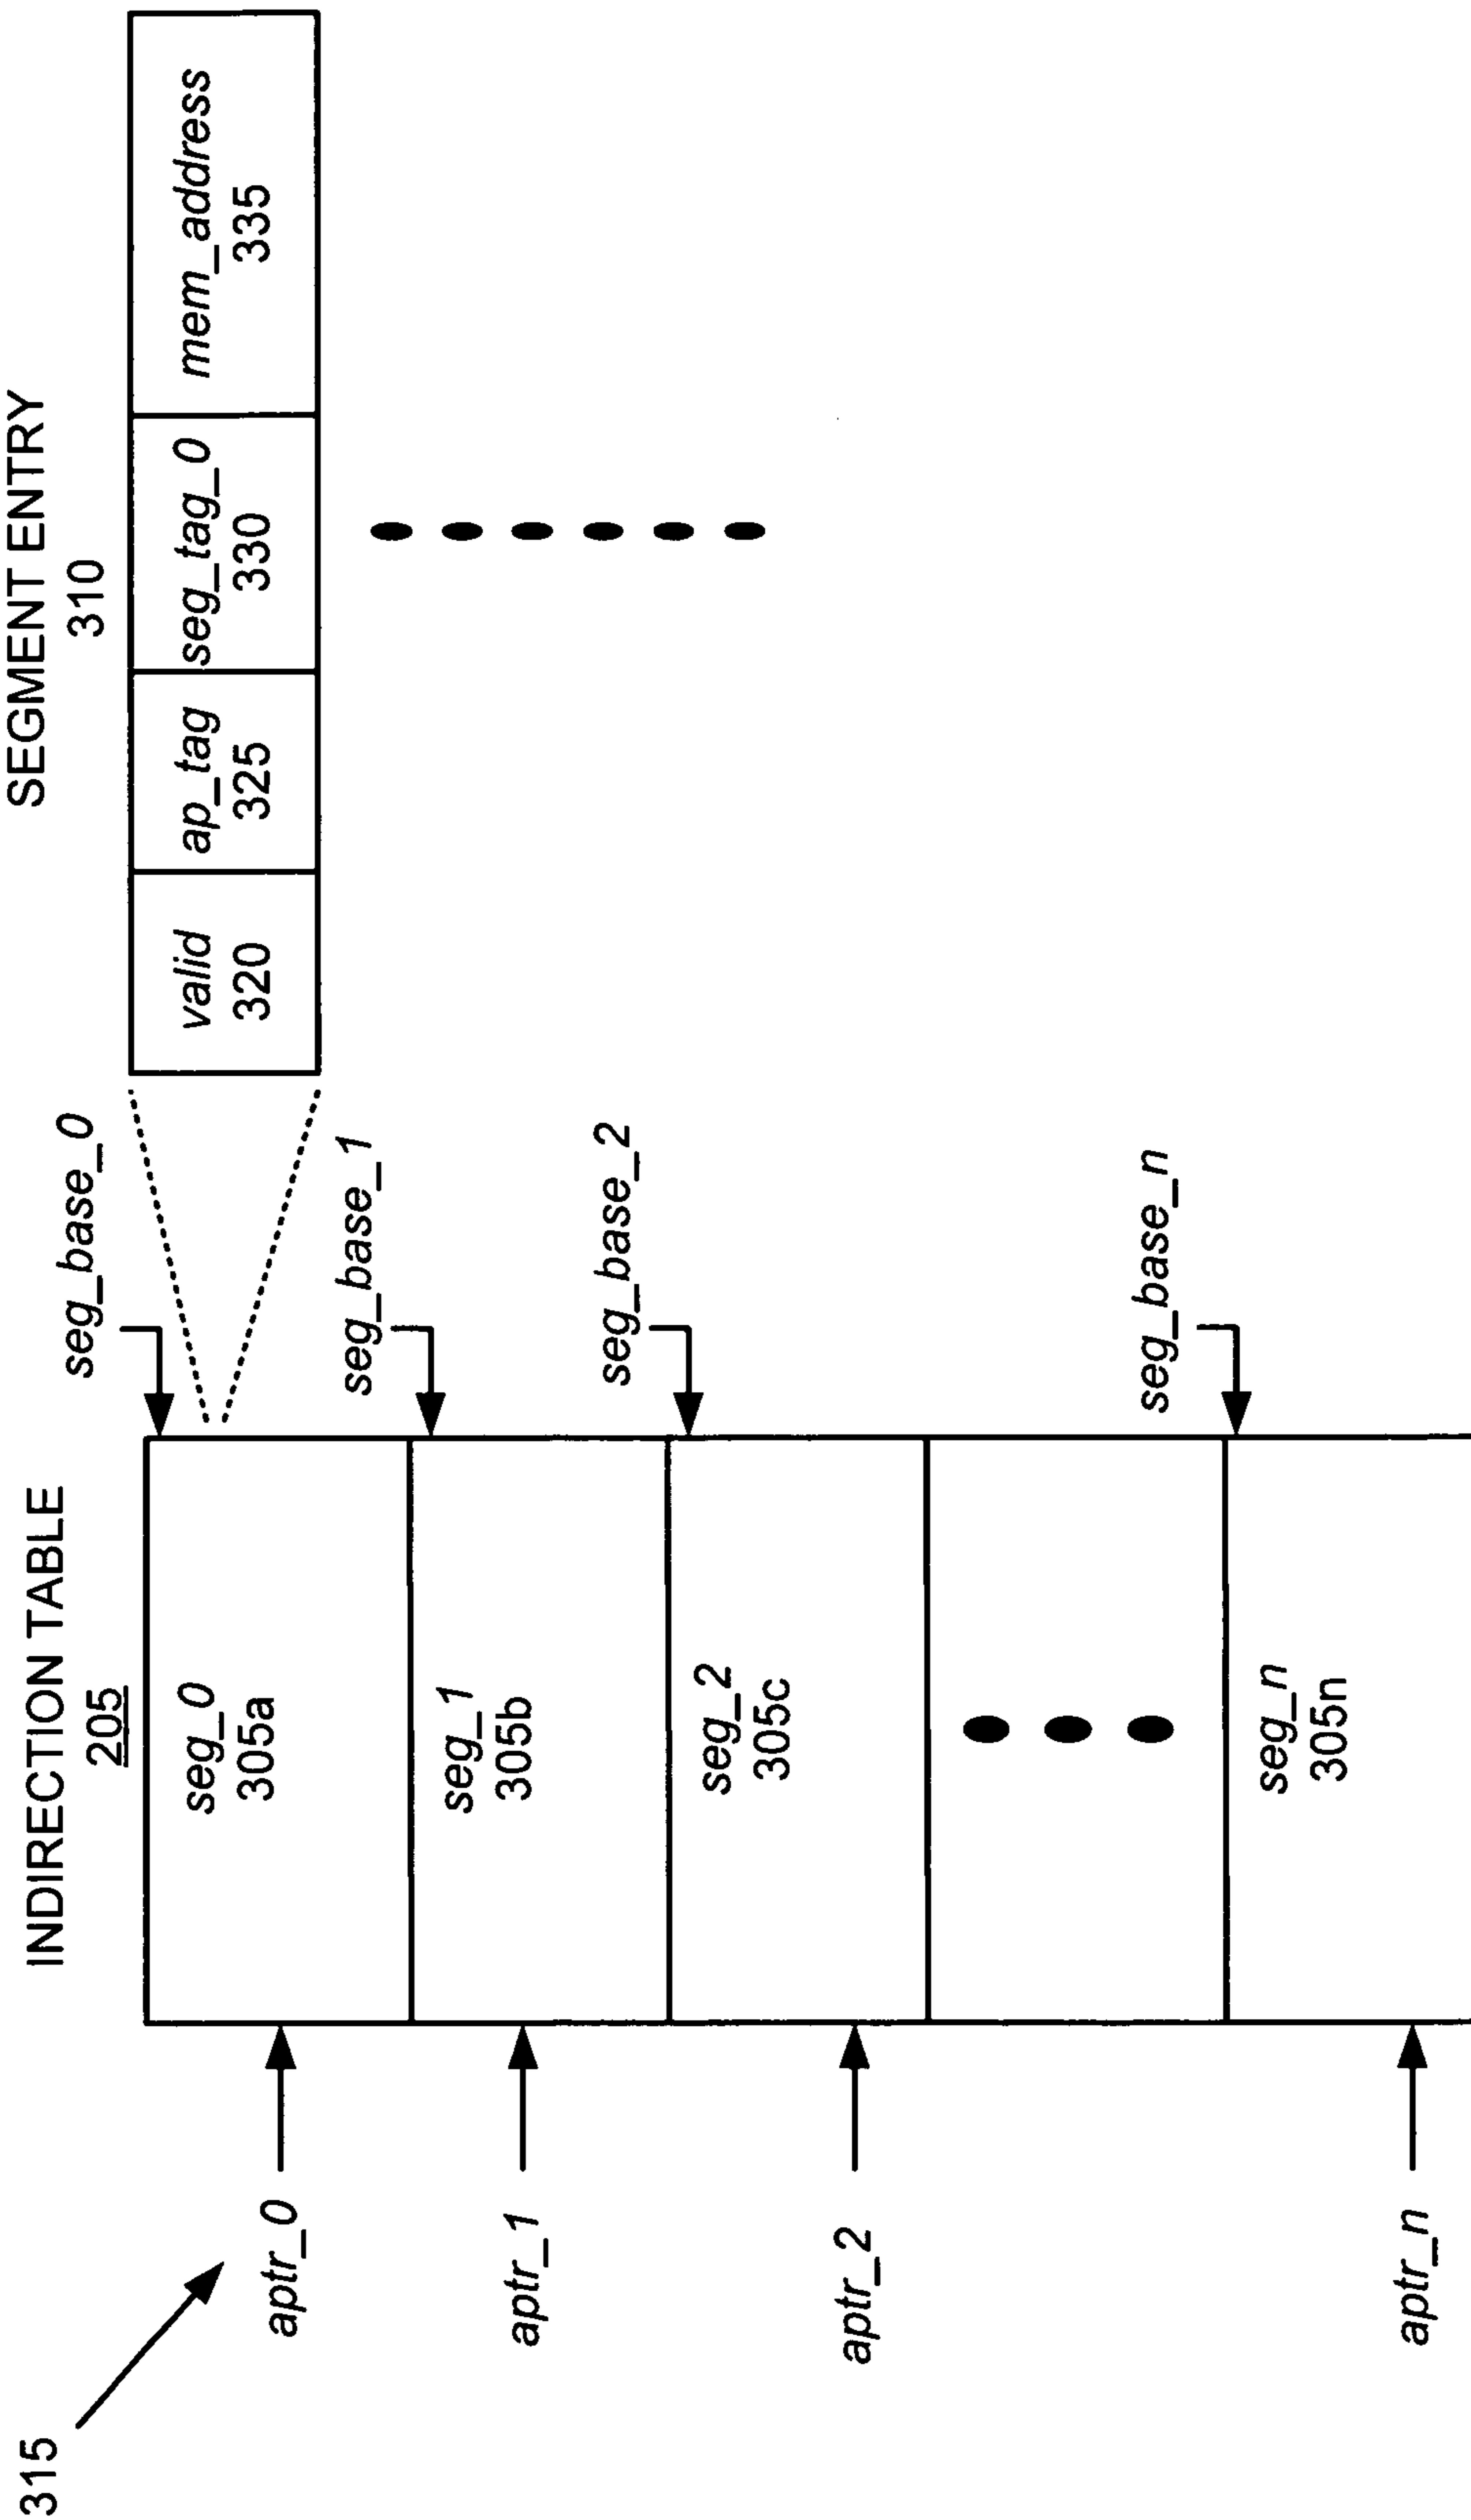 315
INDIRECTION TABLE
205
SEGMENT ENTRY
310
seg_base_0
valid
320
ap_tag
325
seg_tag_0
330
mem_address
335
aptr_0
seg_0
305a
seg_base_1
aptr_1
seg_1
305b
seg_base_2
aptr_2
seg_2
305c
seg_base_n
aptr_n
seg_n
305n